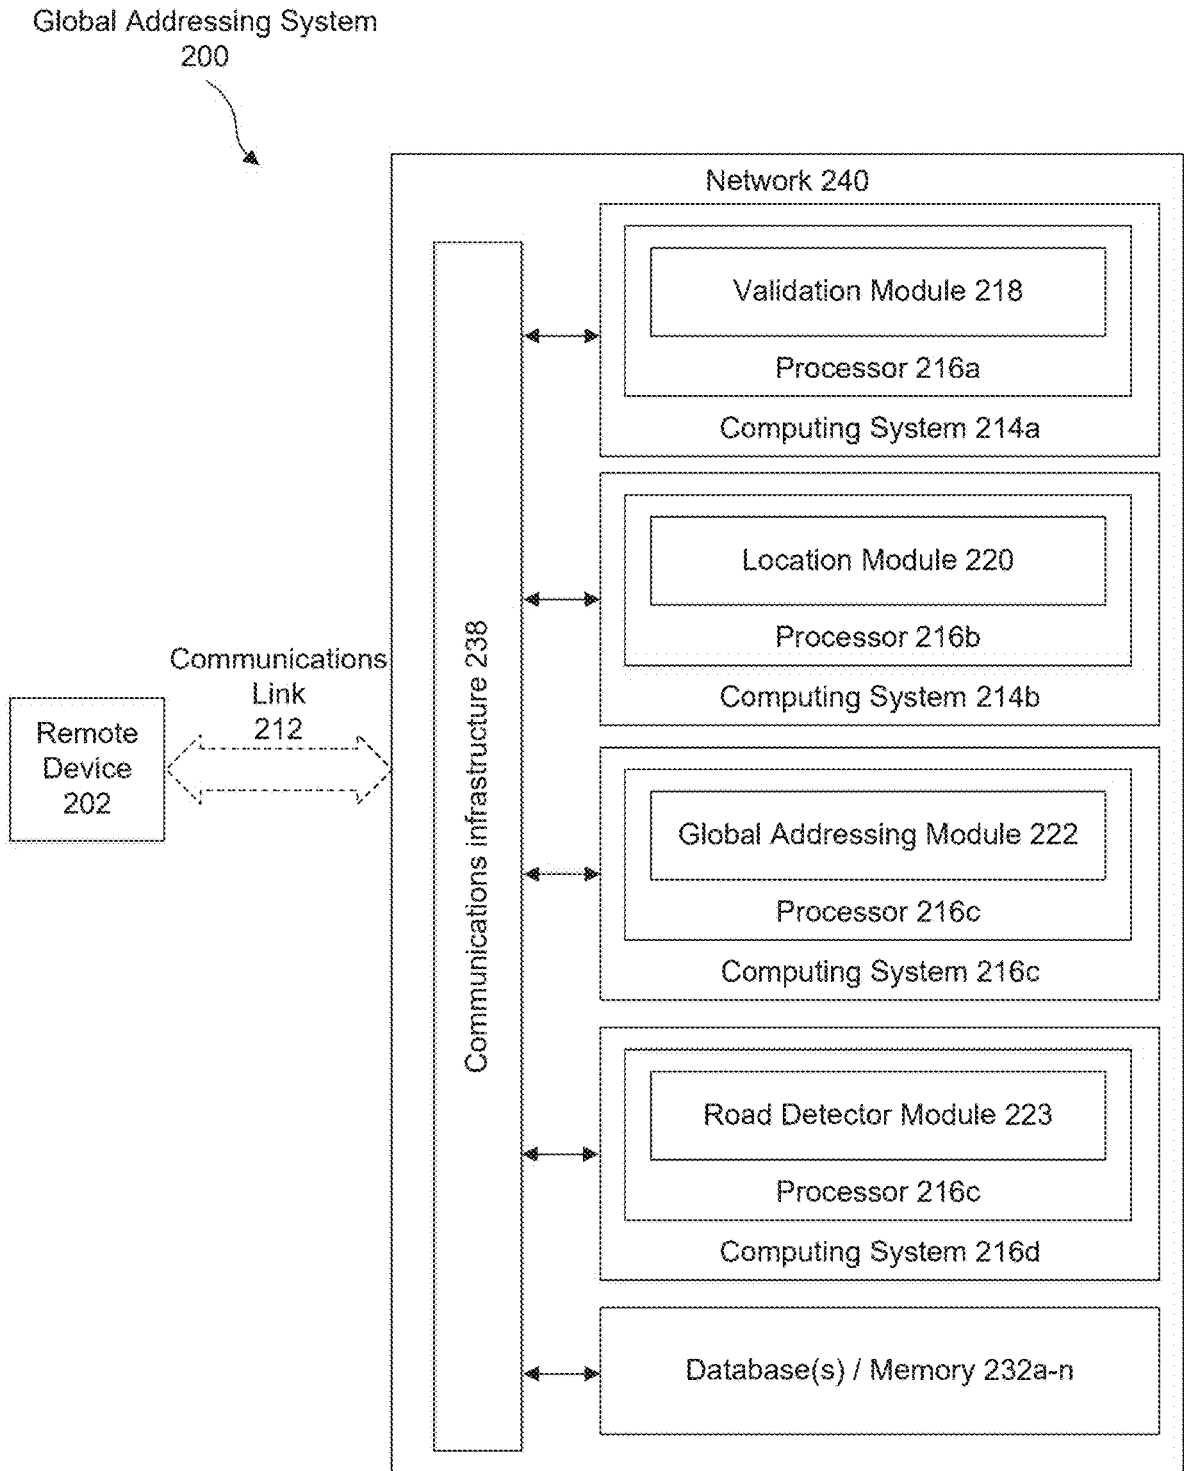 Global Addressing System
200
Network 240
Validation Module 218
Processor 216a
Computing System 214a
Location Module 220
Processor 216b
Computing System 214b
Communications
Link
212
Remote
Device
202
Communications infrastructure 238
Global Addressing Module 222
Processor 216c
Computing System 216c
Road Detector Module 223
Processor 216c
Computing System 216d
Database(s) / Memory 232a-n